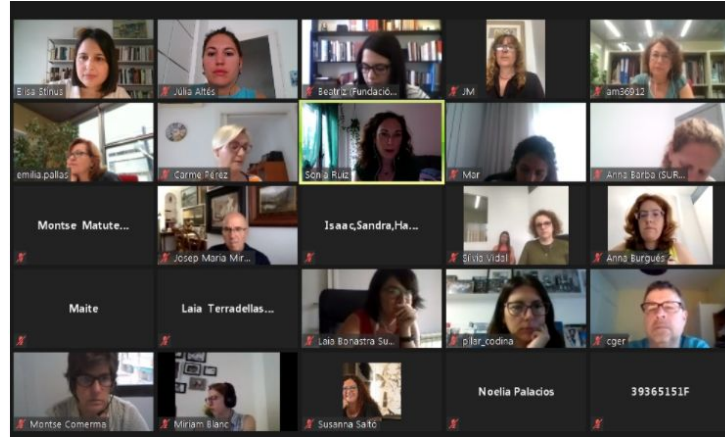 Elisa Stinus
Júlia Altés
Beatriz (Fundació...
JM
am36912
emilia.pallas
Carme Pérez
Sonia Ruiz
Mar
Anna Barba (SUR...
Montse Matute...
Josep Maria Mir...
Isaac,Sandra,Ha...
Silvia Vidal
Anna Burgués
Maite
Laia Terradellas...
Laia Bonastra Su...
pilar_codina
cger
Montse Comerma
Miriam Blanc
Susanna Saltó
Noelia Palacios
39365151F